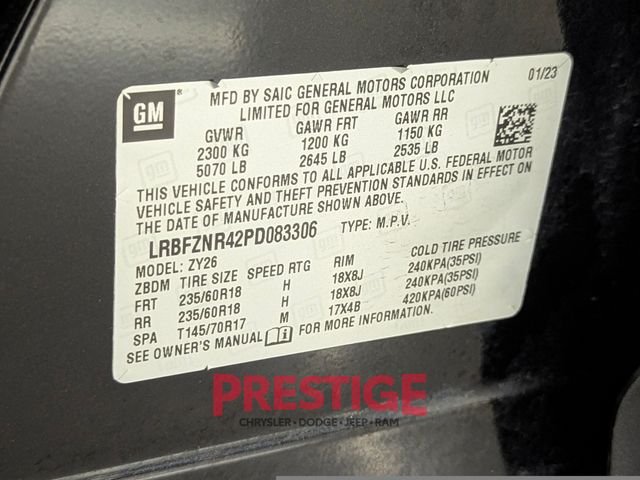 GM
MFD BY SAIC GENERAL MOTORS CORPORATION 01/23
LIMITED FOR GENERAL MOTORS LLC
GVWR GAWR FRT GAWR RR
2300 KG 1200 KG 1150 KG
5070 LB 2645 LB 2535 LB
THIS VEHICLE CONFORMS TO ALL APPLICABLE U.S. FEDERAL MOTOR
VEHICLE SAFETY AND THEFT PREVENTION STANDARDS IN EFFECT ON
THE DATE OF MANUFACTURE SHOWN ABOVE.
LRBFZNR42PD083306 TYPE: M.P.V.
MODEL: ZY26
ZBDM TIRE SIZE SPEED RTG RIM COLD TIRE PRESSURE
FRT 235/60R18 H 18X8J 240KPA(35PSI)
RR 235/60R18 H 18X8J 240KPA(35PSI)
SPA T145/70R17 M 17X4B 420KPA(60PSI)
SEE OWNER'S MANUAL FOR MORE INFORMATION.
PRESTIGE
CHRYSLER · DODGE · JEEP · RAM